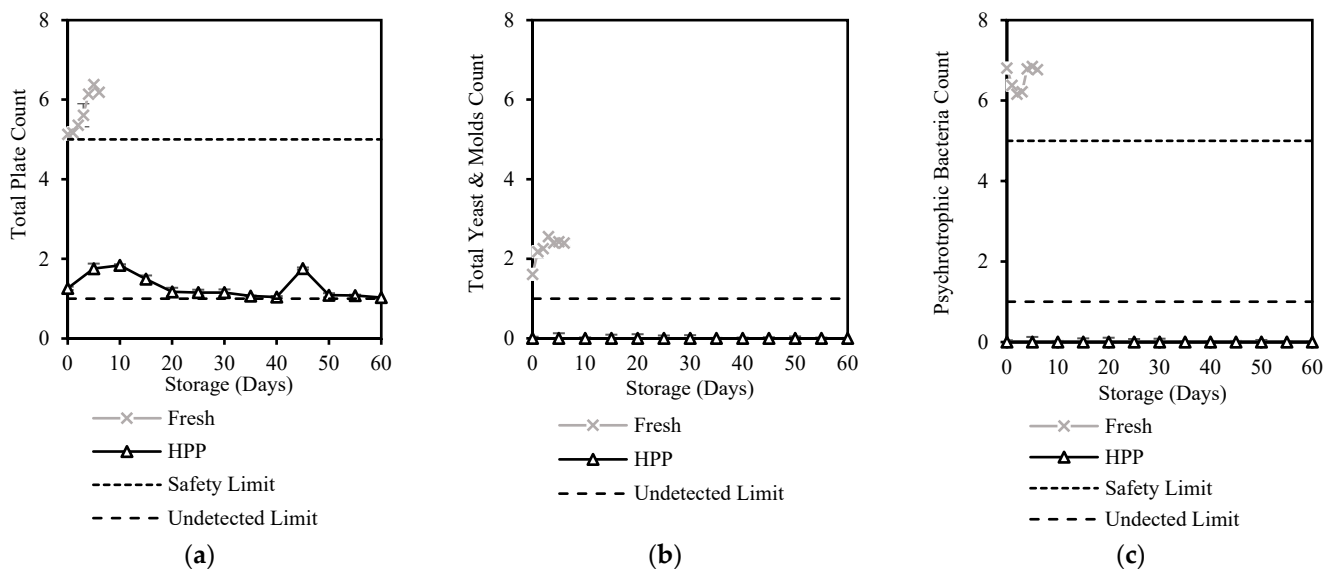 Total Plate Count
8
6
4
2
0
0 10 20 30 40 50 60
Storage (Days)
Fresh
HPP
Safety Limit
Undetected Limit
(a)
Total Yeast & Molds Count
8
6
4
2
0
0 10 20 30 40 50 60
Storage (Days)
Fresh
HPP
Undetected Limit
(b)
Psychrotrophic Bacteria Count
8
6
4
2
0
0 10 20 30 40 50 60
Storage (Days)
Fresh
HPP
Safety Limit
Undected Limit
(c)